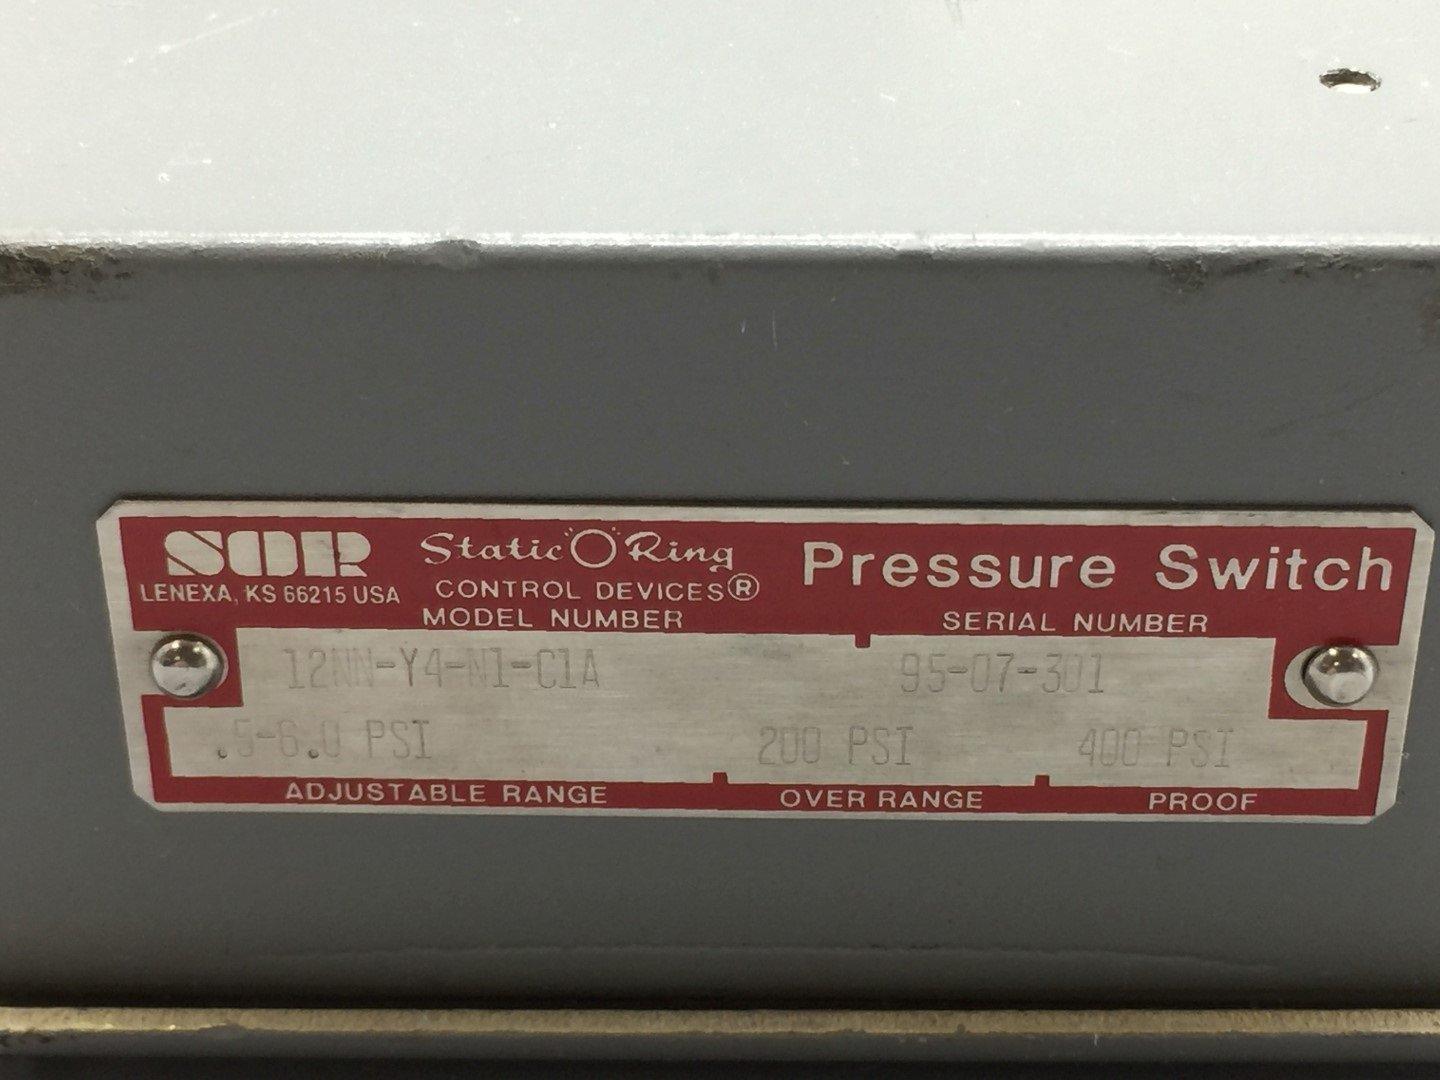 SOR Static "O" Ring Pressure Switch
LENEXA, KS 66215 USA CONTROL DEVICES®
MODEL NUMBER SERIAL NUMBER
12NN-Y4-N1-C1A 95-07-301
.5-6.0 PSI 200 PSI 400 PSI
ADJUSTABLE RANGE OVER RANGE PROOF